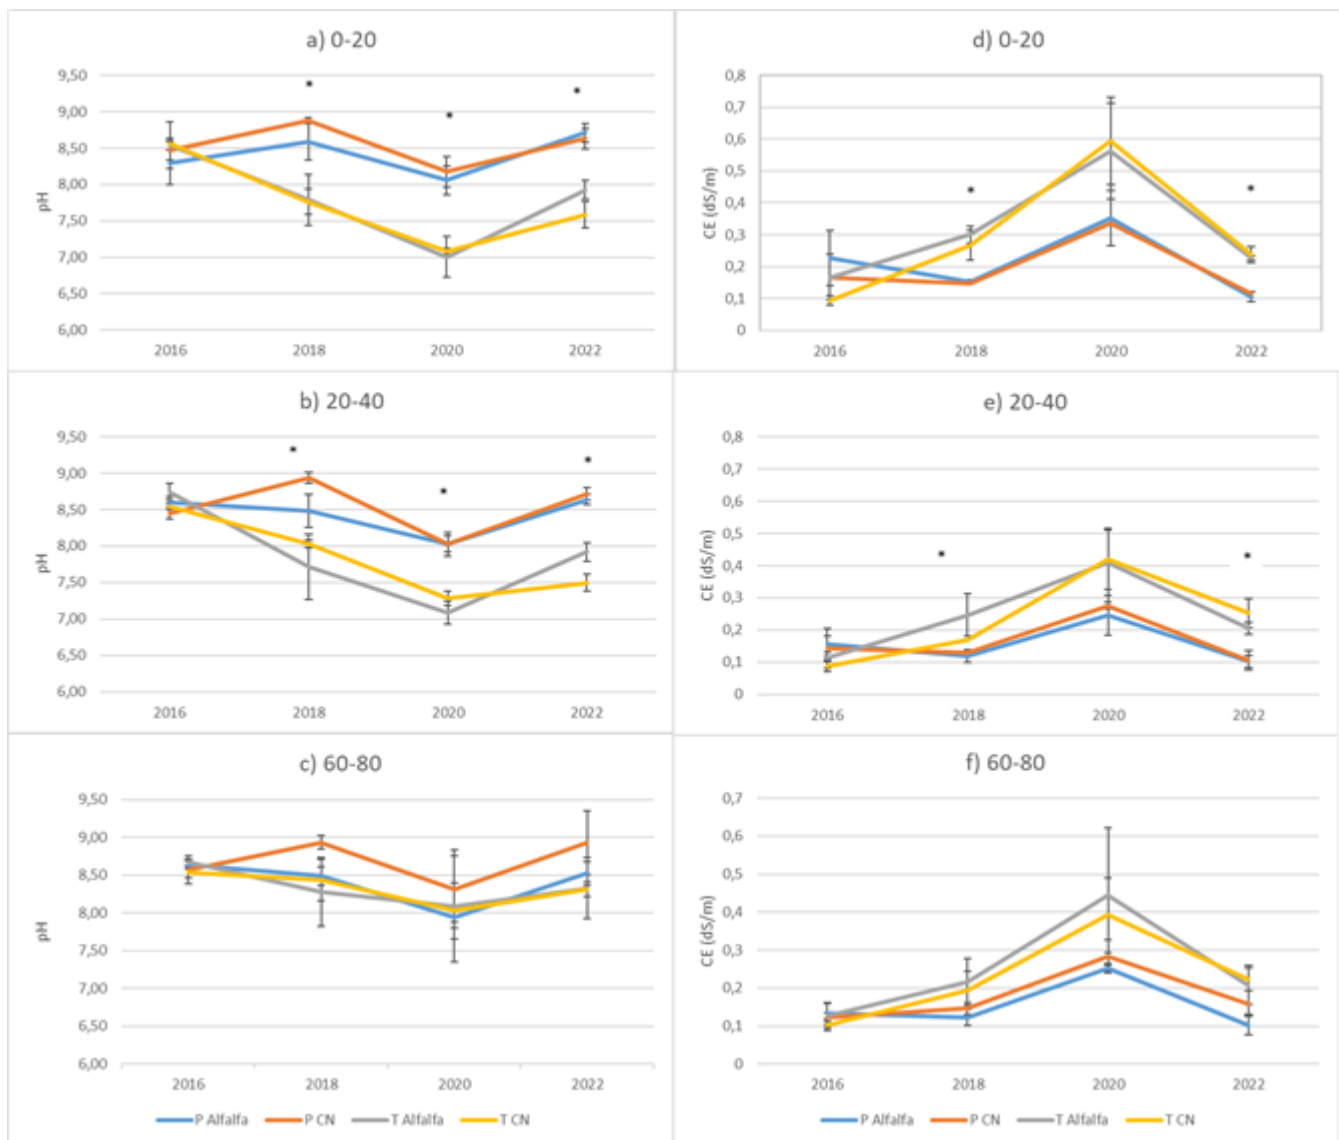 a) 0-20
9,50
9,00
8,50
8,00
7,50
7,00
6,50
6,00
pH
2016 2018 2020 2022
* * *
d) 0-20
0,8
0,7
0,6
0,5
0,4
0,3
0,2
0,1
0
CE (dS/m)
2016 2018 2020 2022
* *
b) 20-40
9,50
9,00
8,50
8,00
7,50
7,00
6,50
6,00
pH
2016 2018 2020 2022
* * *
e) 20-40
0,8
0,7
0,6
0,5
0,4
0,3
0,2
0,1
0
CE (dS/m)
2016 2018 2020 2022
* *
c) 60-80
9,50
9,00
8,50
8,00
7,50
7,00
6,50
6,00
pH
2016 2018 2020 2022
P Alfalfa P CN T Alfalfa T CN
f) 60-80
0,7
0,6
0,5
0,4
0,3
0,2
0,1
0
CE (dS/m)
2016 2018 2020 2022
P Alfalfa P CN T Alfalfa T CN